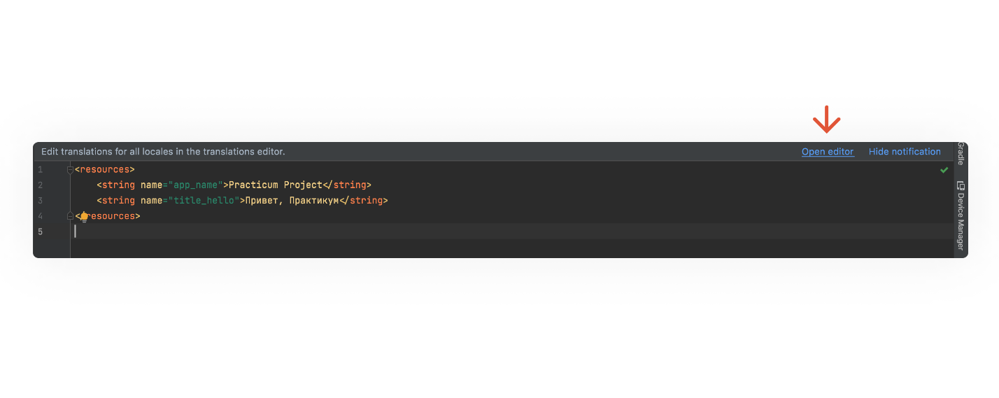 Edit translations for all locales in the translations editor. Open editor Hide notification
1 <resources>
2 <string name="app_name">Practicum Project</string>
3 <string name="title_hello">Привет, Практикум</string>
4 </resources>
5
Gradle
Device Manager